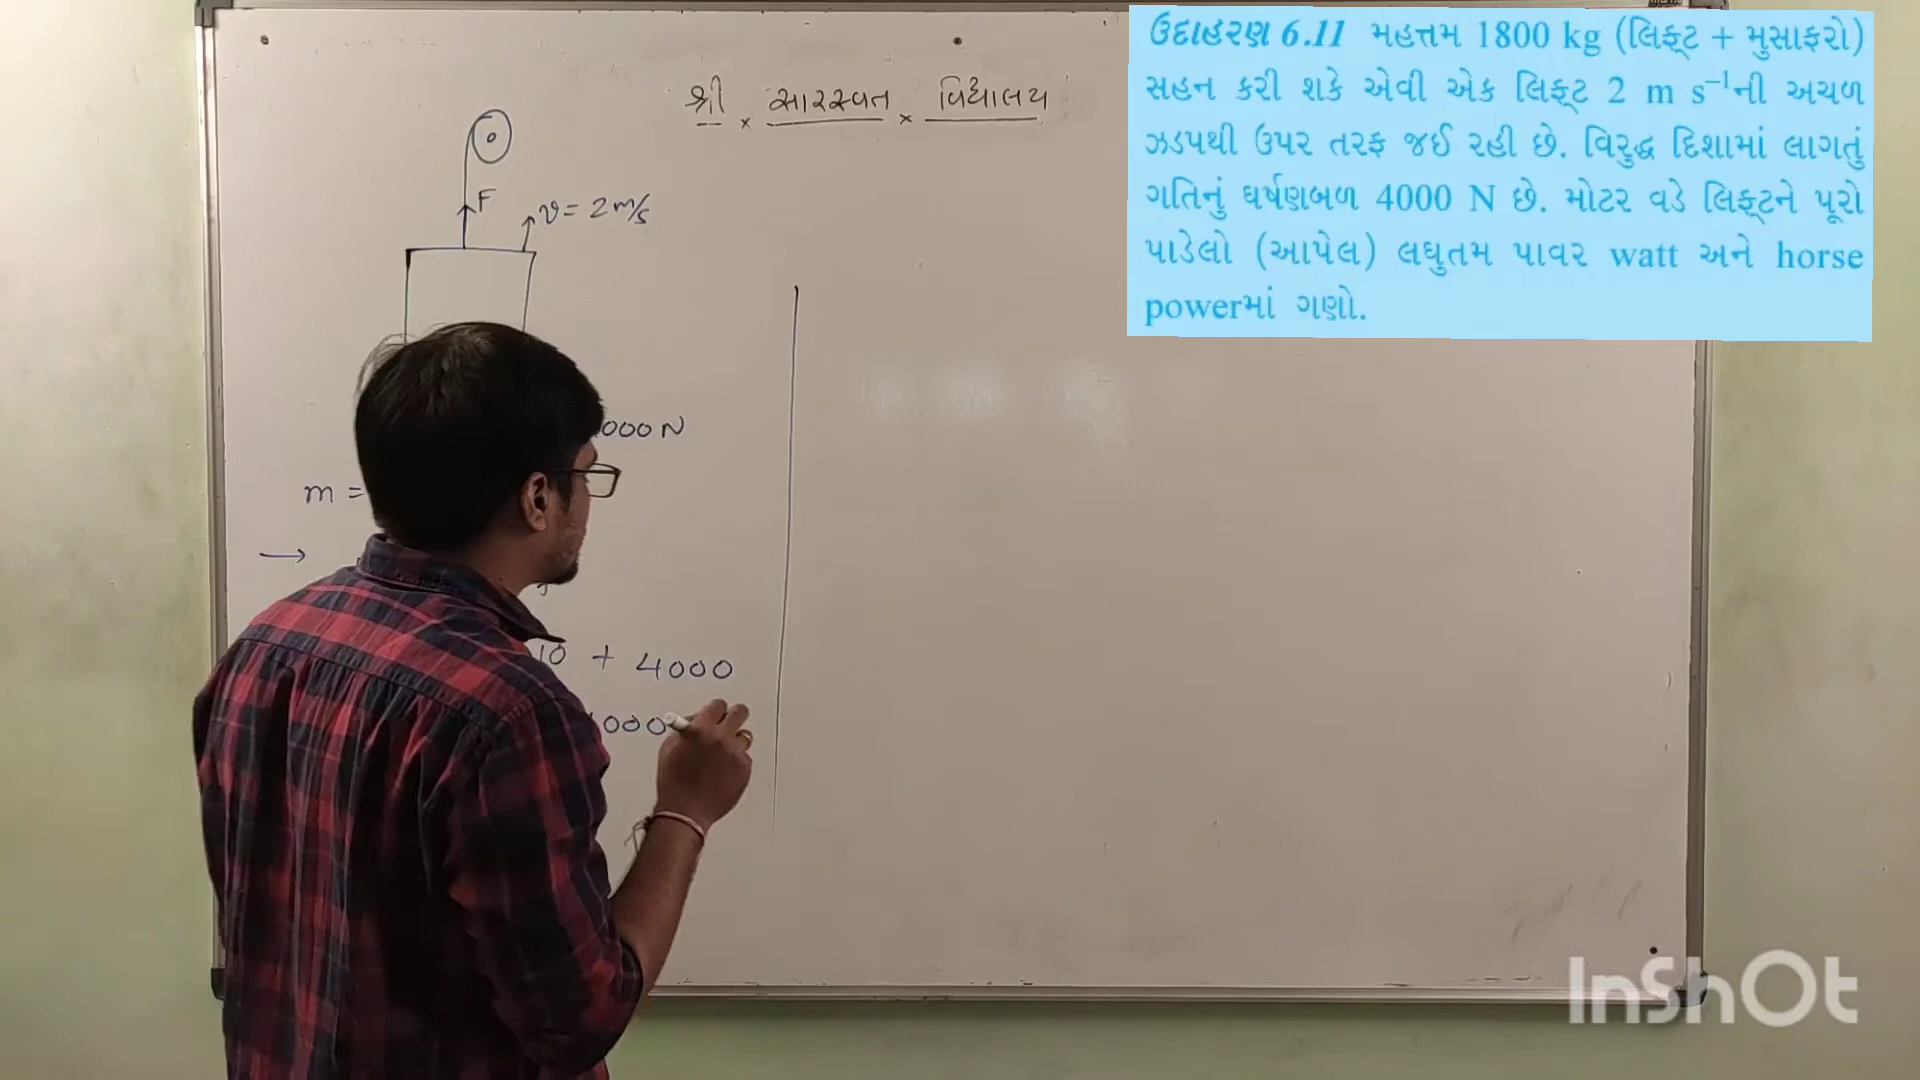 ઉદાહરણ 6.11 મહત્તમ 1800 kg (લિફ્ટ + મુસાફરો)
સહન કરી શકે એવી એક લિફ્ટ 2 m s⁻¹ની અચળ
ઝડપથી ઉપર તરફ જઈ રહી છે. વિરુદ્ધ દિશામાં લાગતું
ગતિનું ઘર્ષણબળ 4000 N છે. મોટર વડે લિફ્ટને પૂરો
પાડેલો (આપેલ) લઘુતમ પાવર watt અને horse
powerમાં ગણો.
શ્રી × સારસ્વત × વિદ્યાલય
F
v = 2 m/s
000 N
m =
→
10 + 4000
000
InShOt